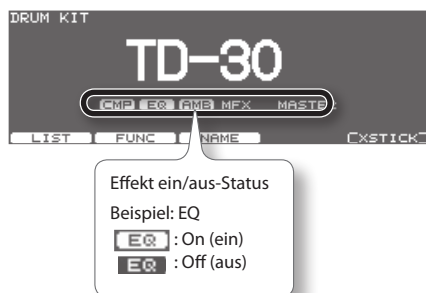 DRUM KIT
TD-30
CMP EQ AMB MFX MASTER
LIST FUNC NAME XSTICK
Effekt ein/aus-Status
Beispiel: EQ
EQ : On (ein)
EQ : Off (aus)